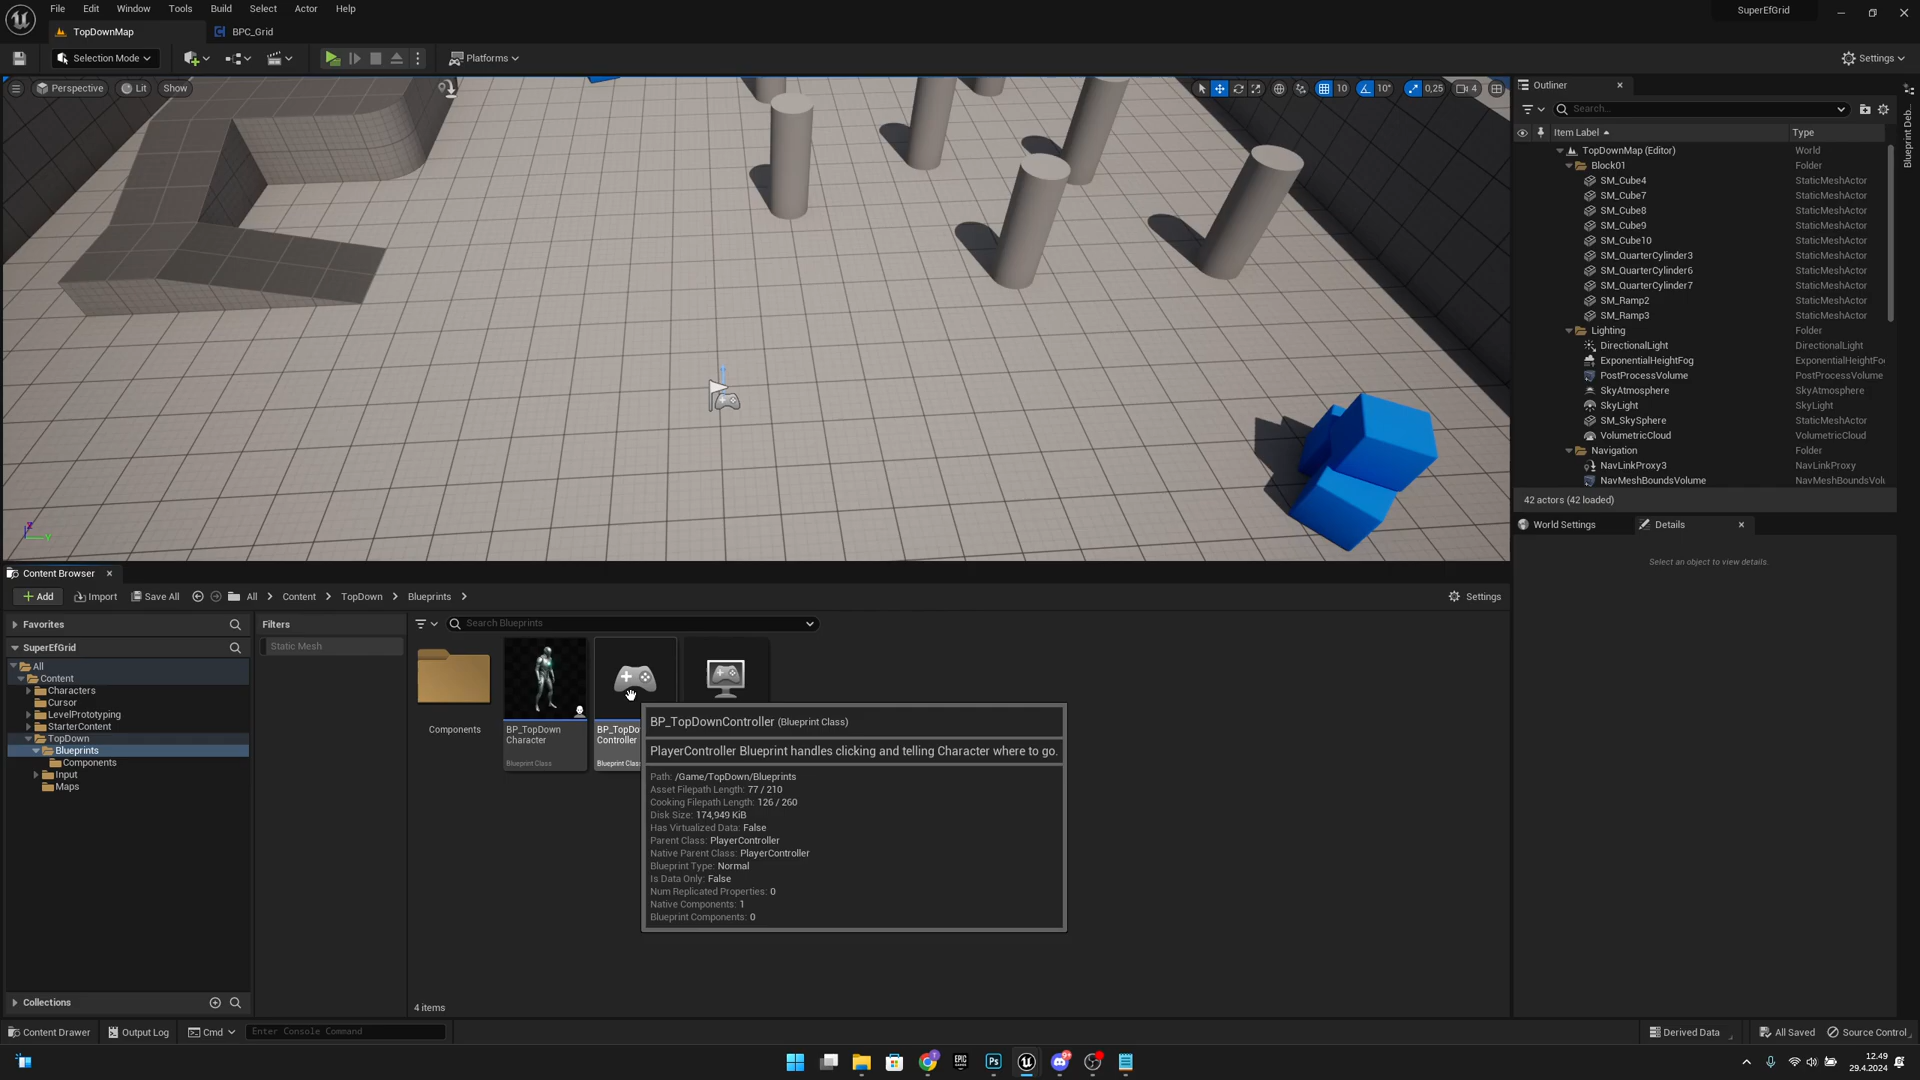 File Edit Window Tools Build Select Actor Help
SuperEfGrid
TopDownMap
BPC_Grid
Selection Mode
Platforms
Settings
Perspective
Lit
Show
10
10°
0,25
4
Outliner
Search...
Item Label
Type
TopDownMap (Editor) World
Block01 Folder
SM_Cube4 StaticMeshActor
SM_Cube7 StaticMeshActor
SM_Cube8 StaticMeshActor
SM_Cube9 StaticMeshActor
SM_Cube10 StaticMeshActor
SM_QuarterCylinder3 StaticMeshActor
SM_QuarterCylinder6 StaticMeshActor
SM_QuarterCylinder7 StaticMeshActor
SM_Ramp2 StaticMeshActor
SM_Ramp3 StaticMeshActor
Lighting Folder
DirectionalLight DirectionalLight
ExponentialHeightFog ExponentialHeightFo
PostProcessVolume PostProcessVolume
SkyAtmosphere SkyAtmosphere
SkyLight SkyLight
SM_SkySphere StaticMeshActor
VolumetricCloud VolumetricCloud
Navigation Folder
NavLinkProxy3 NavLinkProxy
NavMeshBoundsVolume NavMeshBoundsVolu
42 actors (42 loaded)
Blueprint Deb...
World Settings
Details
Select an object to view details.
Z
Y
Content Browser
Add
Import
Save All
All
Content
TopDown
Blueprints
Settings
Favorites
SuperEfGrid
All
Content
Characters
Cursor
LevelPrototyping
StarterContent
TopDown
Blueprints
Components
Input
Maps
Collections
Filters
Static Mesh
Search Blueprints
Components
BP_TopDown
Character
Blueprint Class
BP_TopDo
Controller
Blueprint Class
BP_TopDownController (Blueprint Class)
PlayerController Blueprint handles clicking and telling Character where to go.
Path: /Game/TopDown/Blueprints
Asset Filepath Length: 77 / 210
Cooking Filepath Length: 126 / 260
Disk Size: 174,949 KiB
Has Virtualized Data: False
Parent Class: PlayerController
Native Parent Class: PlayerController
Blueprint Type: Normal
Is Data Only: False
Num Replicated Properties: 0
Native Components: 1
Blueprint Components: 0
4 items
Content Drawer
Output Log
Cmd
Enter Console Command
Derived Data
All Saved
Source Control
EPIC
Ps
12.49
29.4.2024